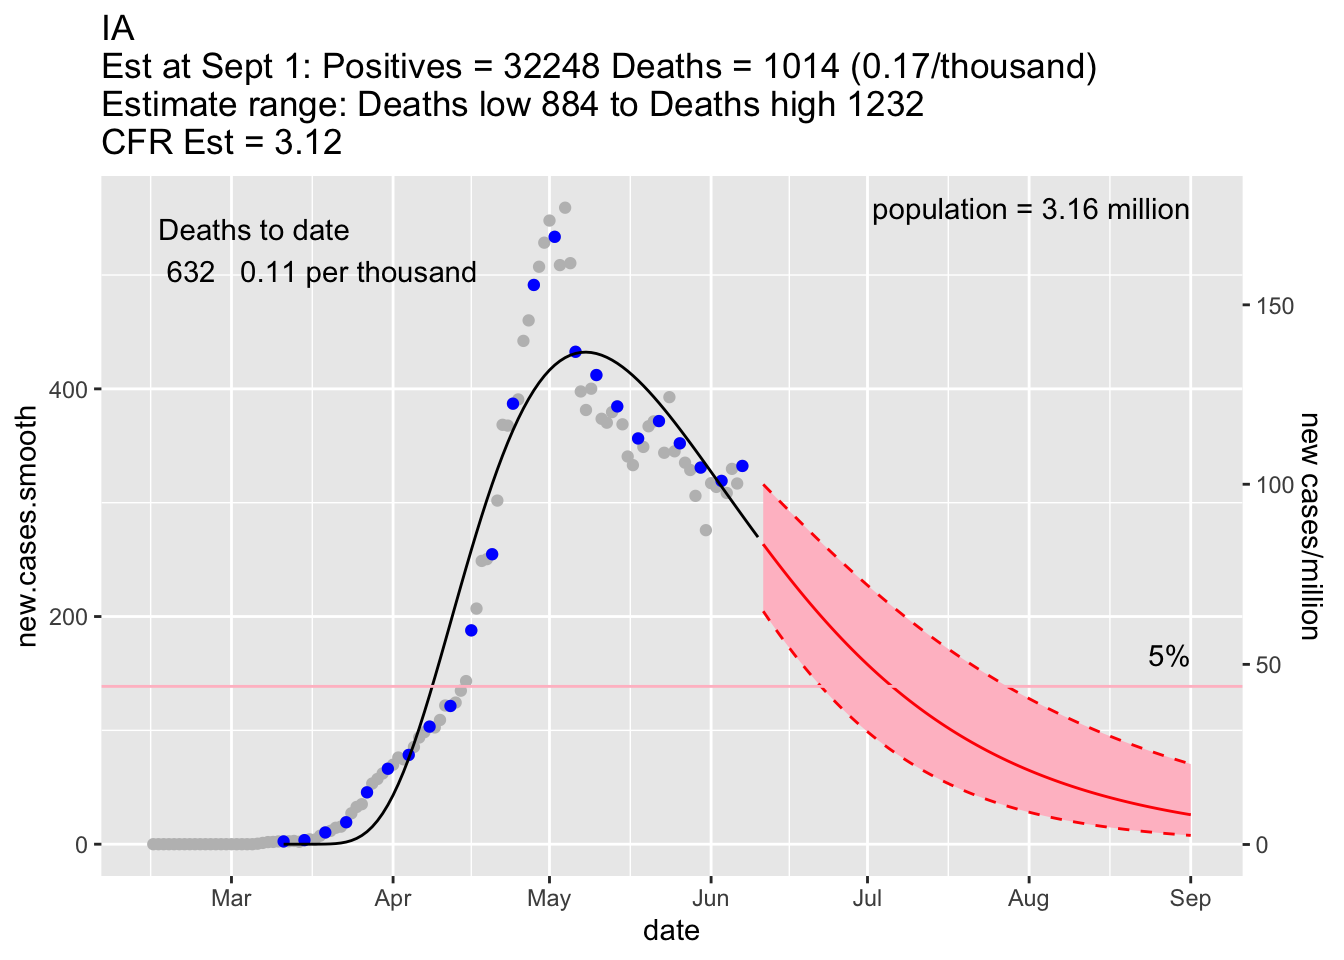 IA
Est at Sept 1: Positives = 32248 Deaths = 1014 (0.17/thousand)
Estimate range: Deaths low 884 to Deaths high 1232
CFR Est = 3.12
Deaths to date
632 0.11 per thousand
population = 3.16 million
5%
new.cases.smooth
400
200
0
150
100
50
0
new cases/million
Mar Apr May Jun Jul Aug Sep
date